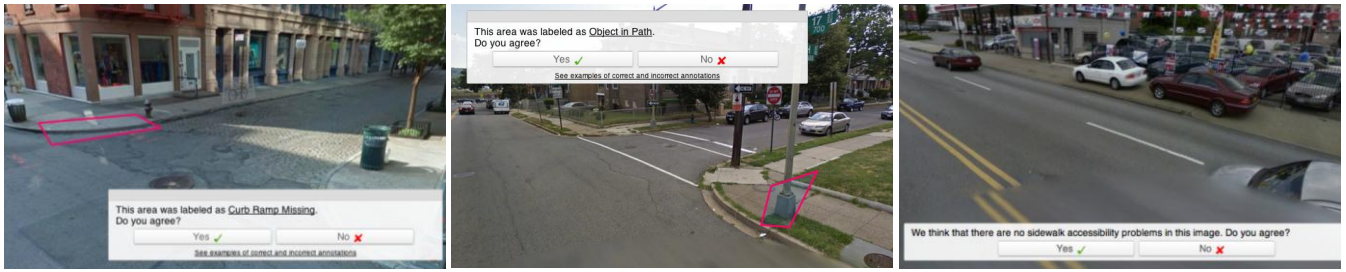 This area was labeled as Curb Ramp Missing.
Do you agree?
Yes No
See examples of correct and incorrect annotations
This area was labeled as Object in Path.
Do you agree?
Yes No
See examples of correct and incorrect annotations
17
700
We think that there are no sidewalk accessibility problems in this image. Do you agree?
Yes No